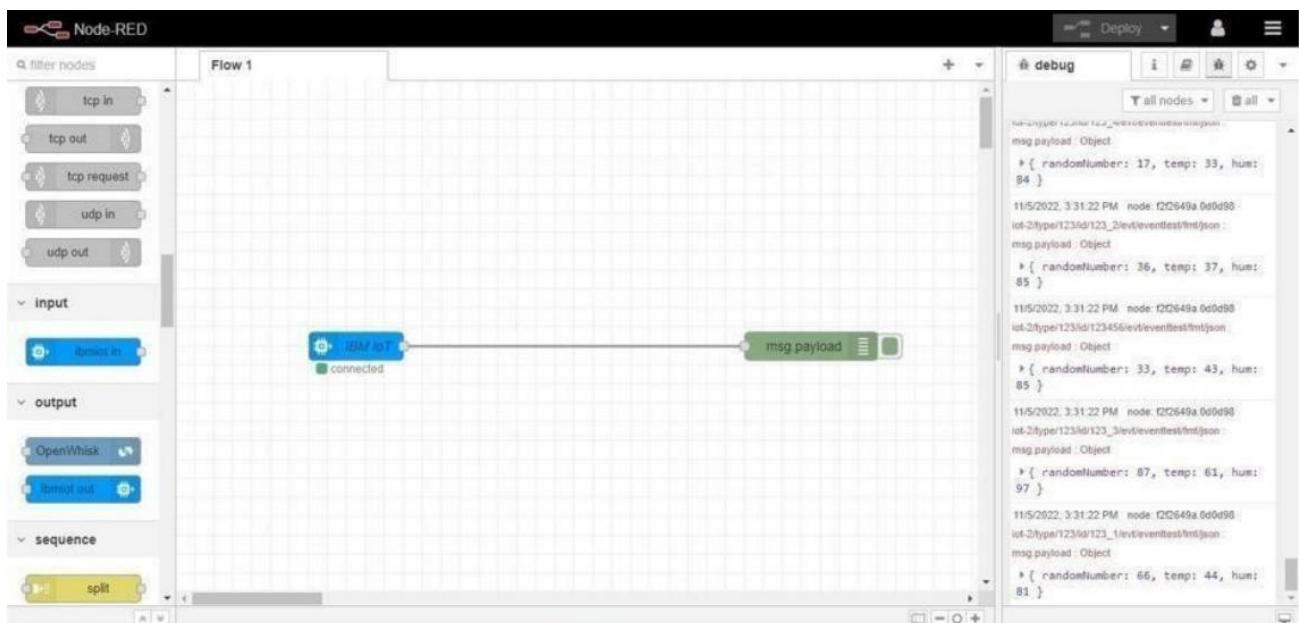 Node-RED
Deploy
filter nodes
Flow 1
debug
i
all nodes
all
tcp in
tcp out
tcp request
udp in
udp out
input
ibmiot in
output
OpenWhisk
ibmiot out
sequence
split
IBM IoT
connected
msg.payload
msg.payload : Object
{ randomNumber: 17, temp: 33, hum:
84 }
11/5/2022, 3:31:22 PM node: f2f2649a.0d0d98
iot-2/type/123/id/123_2/evt/eventtest/fmt/json :
msg.payload : Object
{ randomNumber: 36, temp: 37, hum:
85 }
11/5/2022, 3:31:22 PM node: f2f2649a.0d0d98
iot-2/type/123/id/123456/evt/eventtest/fmt/json :
msg.payload : Object
{ randomNumber: 33, temp: 43, hum:
85 }
11/5/2022, 3:31:22 PM node: f2f2649a.0d0d98
iot-2/type/123/id/123_3/evt/eventtest/fmt/json :
msg.payload : Object
{ randomNumber: 87, temp: 61, hum:
97 }
11/5/2022, 3:31:22 PM node: f2f2649a.0d0d98
iot-2/type/123/id/123_1/evt/eventtest/fmt/json :
msg.payload : Object
{ randomNumber: 66, temp: 44, hum:
81 }